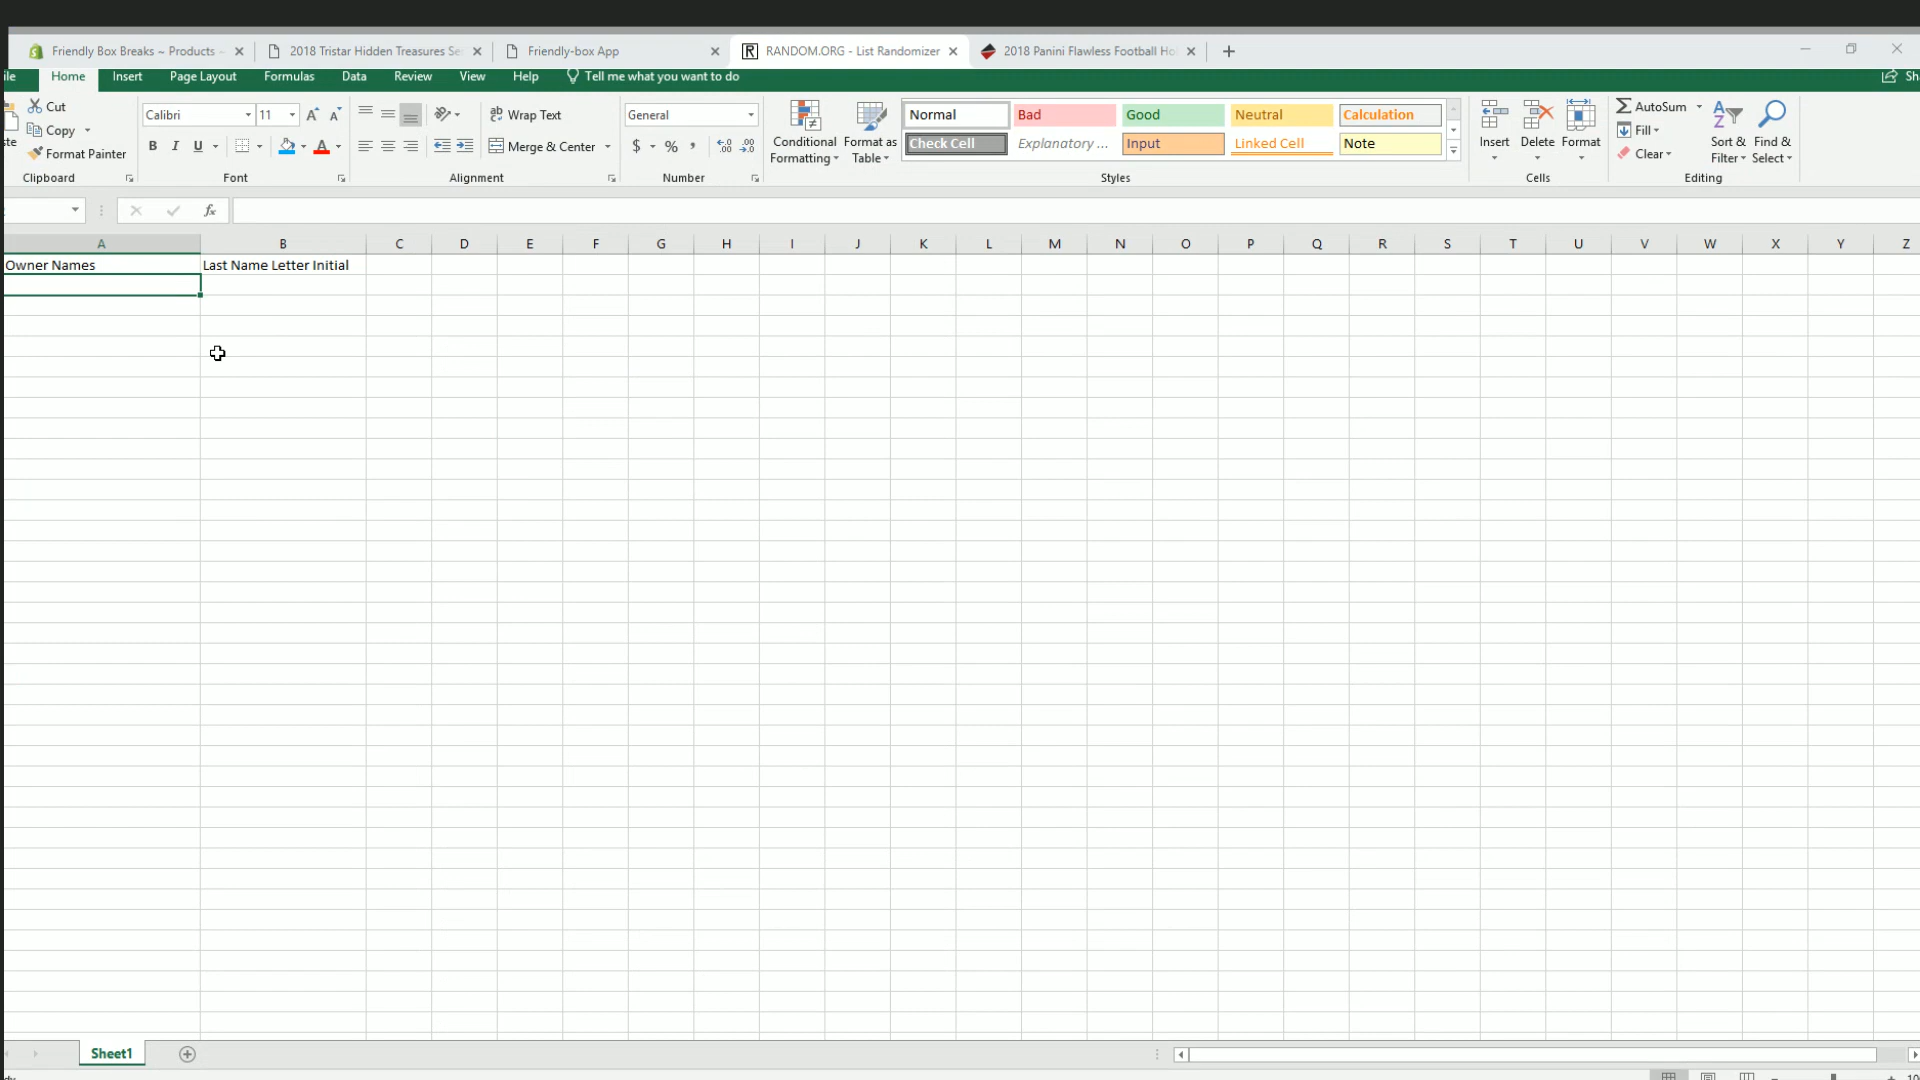 Friendly Box Breaks ~ Products - 2018 Tristar Hidden Treasures Se Friendly-box App RANDOM.ORG - List Randomizer 2018 Panini Flawless Football Ho
ile Home Insert Page Layout Formulas Data Review View Help Tell me what you want to do Sha
Cut Calibri 11 Wrap Text General Normal Bad Good Neutral Calculation AutoSum
Copy Fill
ste Format Painter B I U Merge & Center $ % , Conditional Formatting Format as Table Check Cell Explanatory ... Input Linked Cell Note Insert Delete Format Clear Sort & Filter Find & Select
Clipboard Font Alignment Number Styles Cells Editing
fx
A B C D E F G H I J K L M N O P Q R S T U V W X Y Z
Owner Names Last Name Letter Initial
Sheet1